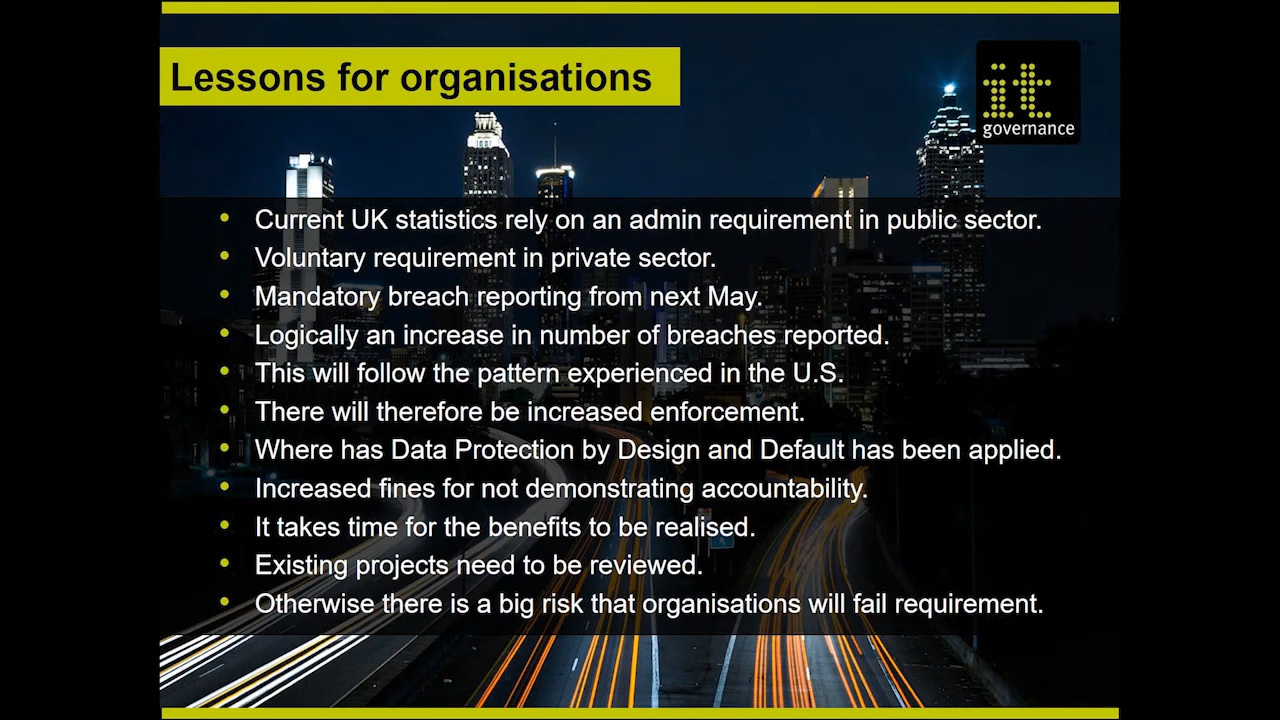 Lessons for organisations
it
governance
Current UK statistics rely on an admin requirement in public sector.
Voluntary requirement in private sector.
Mandatory breach reporting from next May.
Logically an increase in number of breaches reported.
This will follow the pattern experienced in the U.S.
There will therefore be increased enforcement.
Where has Data Protection by Design and Default has been applied.
Increased fines for not demonstrating accountability.
It takes time for the benefits to be realised.
Existing projects need to be reviewed.
Otherwise there is a big risk that organisations will fail requirement.